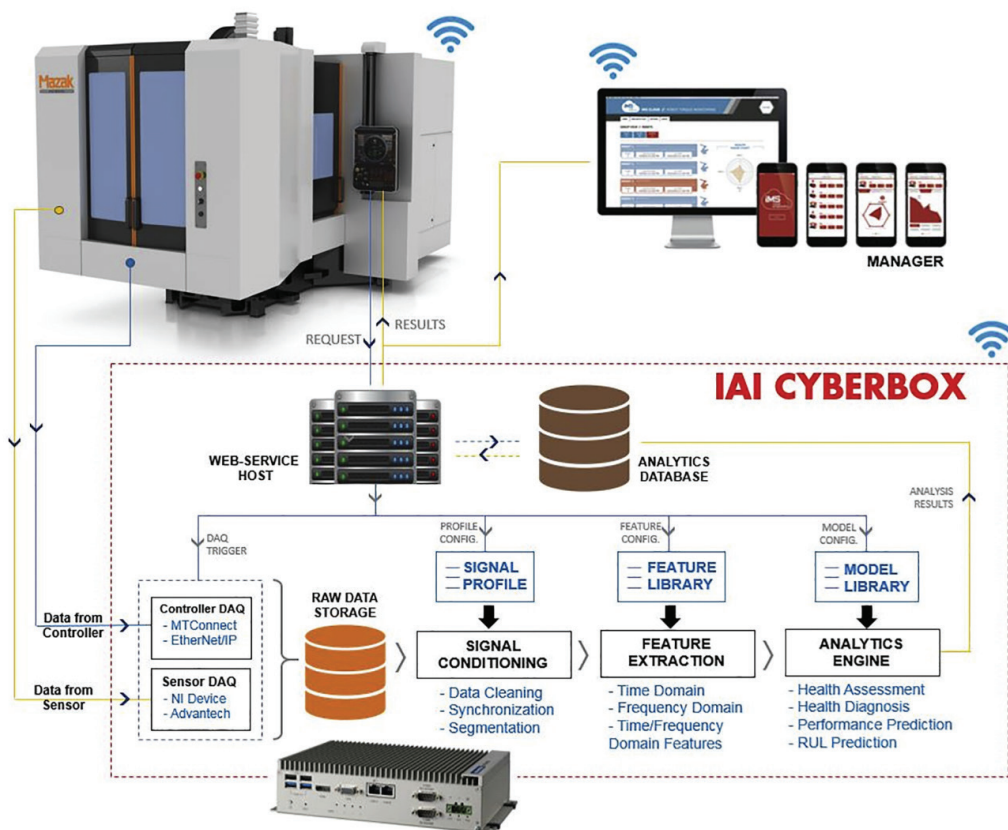 Mazak
MANAGER
REQUEST
RESULTS
IAI CYBERBOX
WEB-SERVICE
HOST
ANALYTICS
DATABASE
ANALYSIS
RESULTS
DAQ
TRIGGER
PROFILE
CONFIG.
FEATURE
CONFIG.
MODEL
CONFIG.
SIGNAL
PROFILE
FEATURE
LIBRARY
MODEL
LIBRARY
RAW DATA
STORAGE
Data from
Controller
Controller DAQ
- MTConnect
- EtherNet/IP
Data from
Sensor
Sensor DAQ
- NI Device
- Advantech
SIGNAL
CONDITIONING
- Data Cleaning
- Synchronization
- Segmentation
FEATURE
EXTRACTION
- Time Domain
- Frequency Domain
- Time/Frequency
Domain Features
ANALYTICS
ENGINE
- Health Assessment
- Health Diagnosis
- Performance Prediction
- RUL Prediction